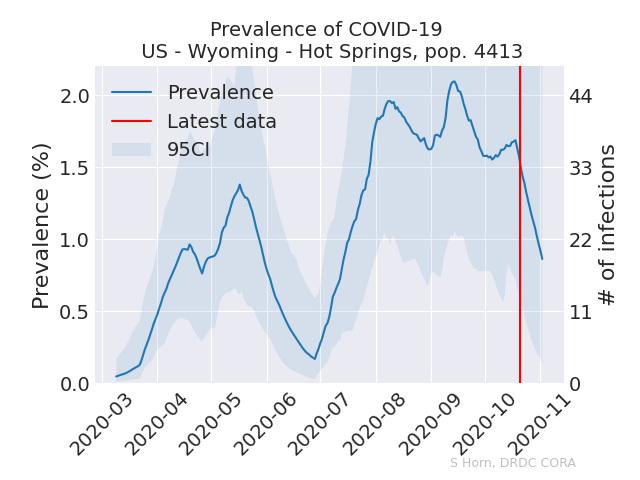 Prevalence of COVID-19
US - Wyoming - Hot Springs, pop. 4413
Prevalence
Latest data
95CI
Prevalence (%)
2.0
1.5
1.0
0.5
0.0
# of infections
44
33
22
11
0
2020-03
2020-04
2020-05
2020-06
2020-07
2020-08
2020-09
2020-10
2020-11
S Horn, DRDC CORA